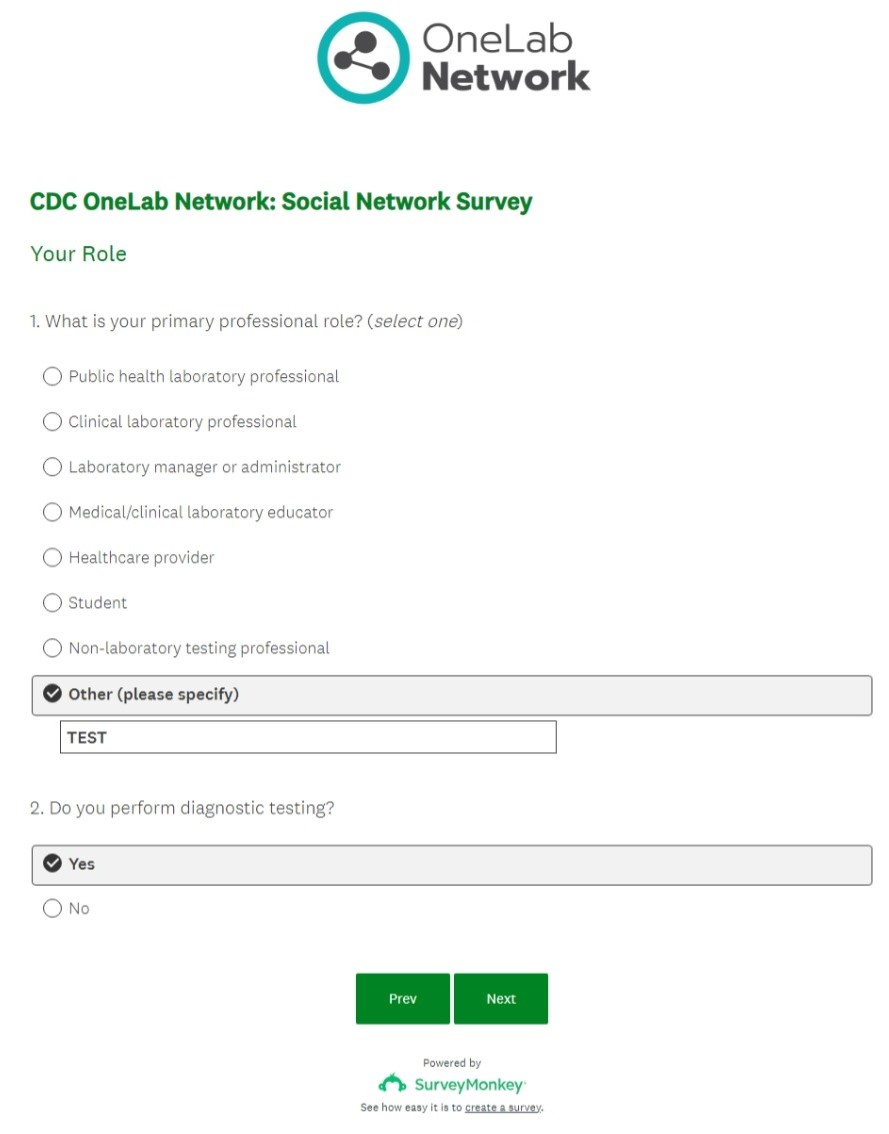 OneLab
Network
CDC OneLab Network: Social Network Survey
Your Role
1. What is your primary professional role? (select one)
Public health laboratory professional
Clinical laboratory professional
Laboratory manager or administrator
Medical/clinical laboratory educator
Healthcare provider
Student
Non-laboratory testing professional
Other (please specify)
TEST
2. Do you perform diagnostic testing?
Yes
No
Prev Next
Powered by
SurveyMonkey
See how easy it is to create a survey.